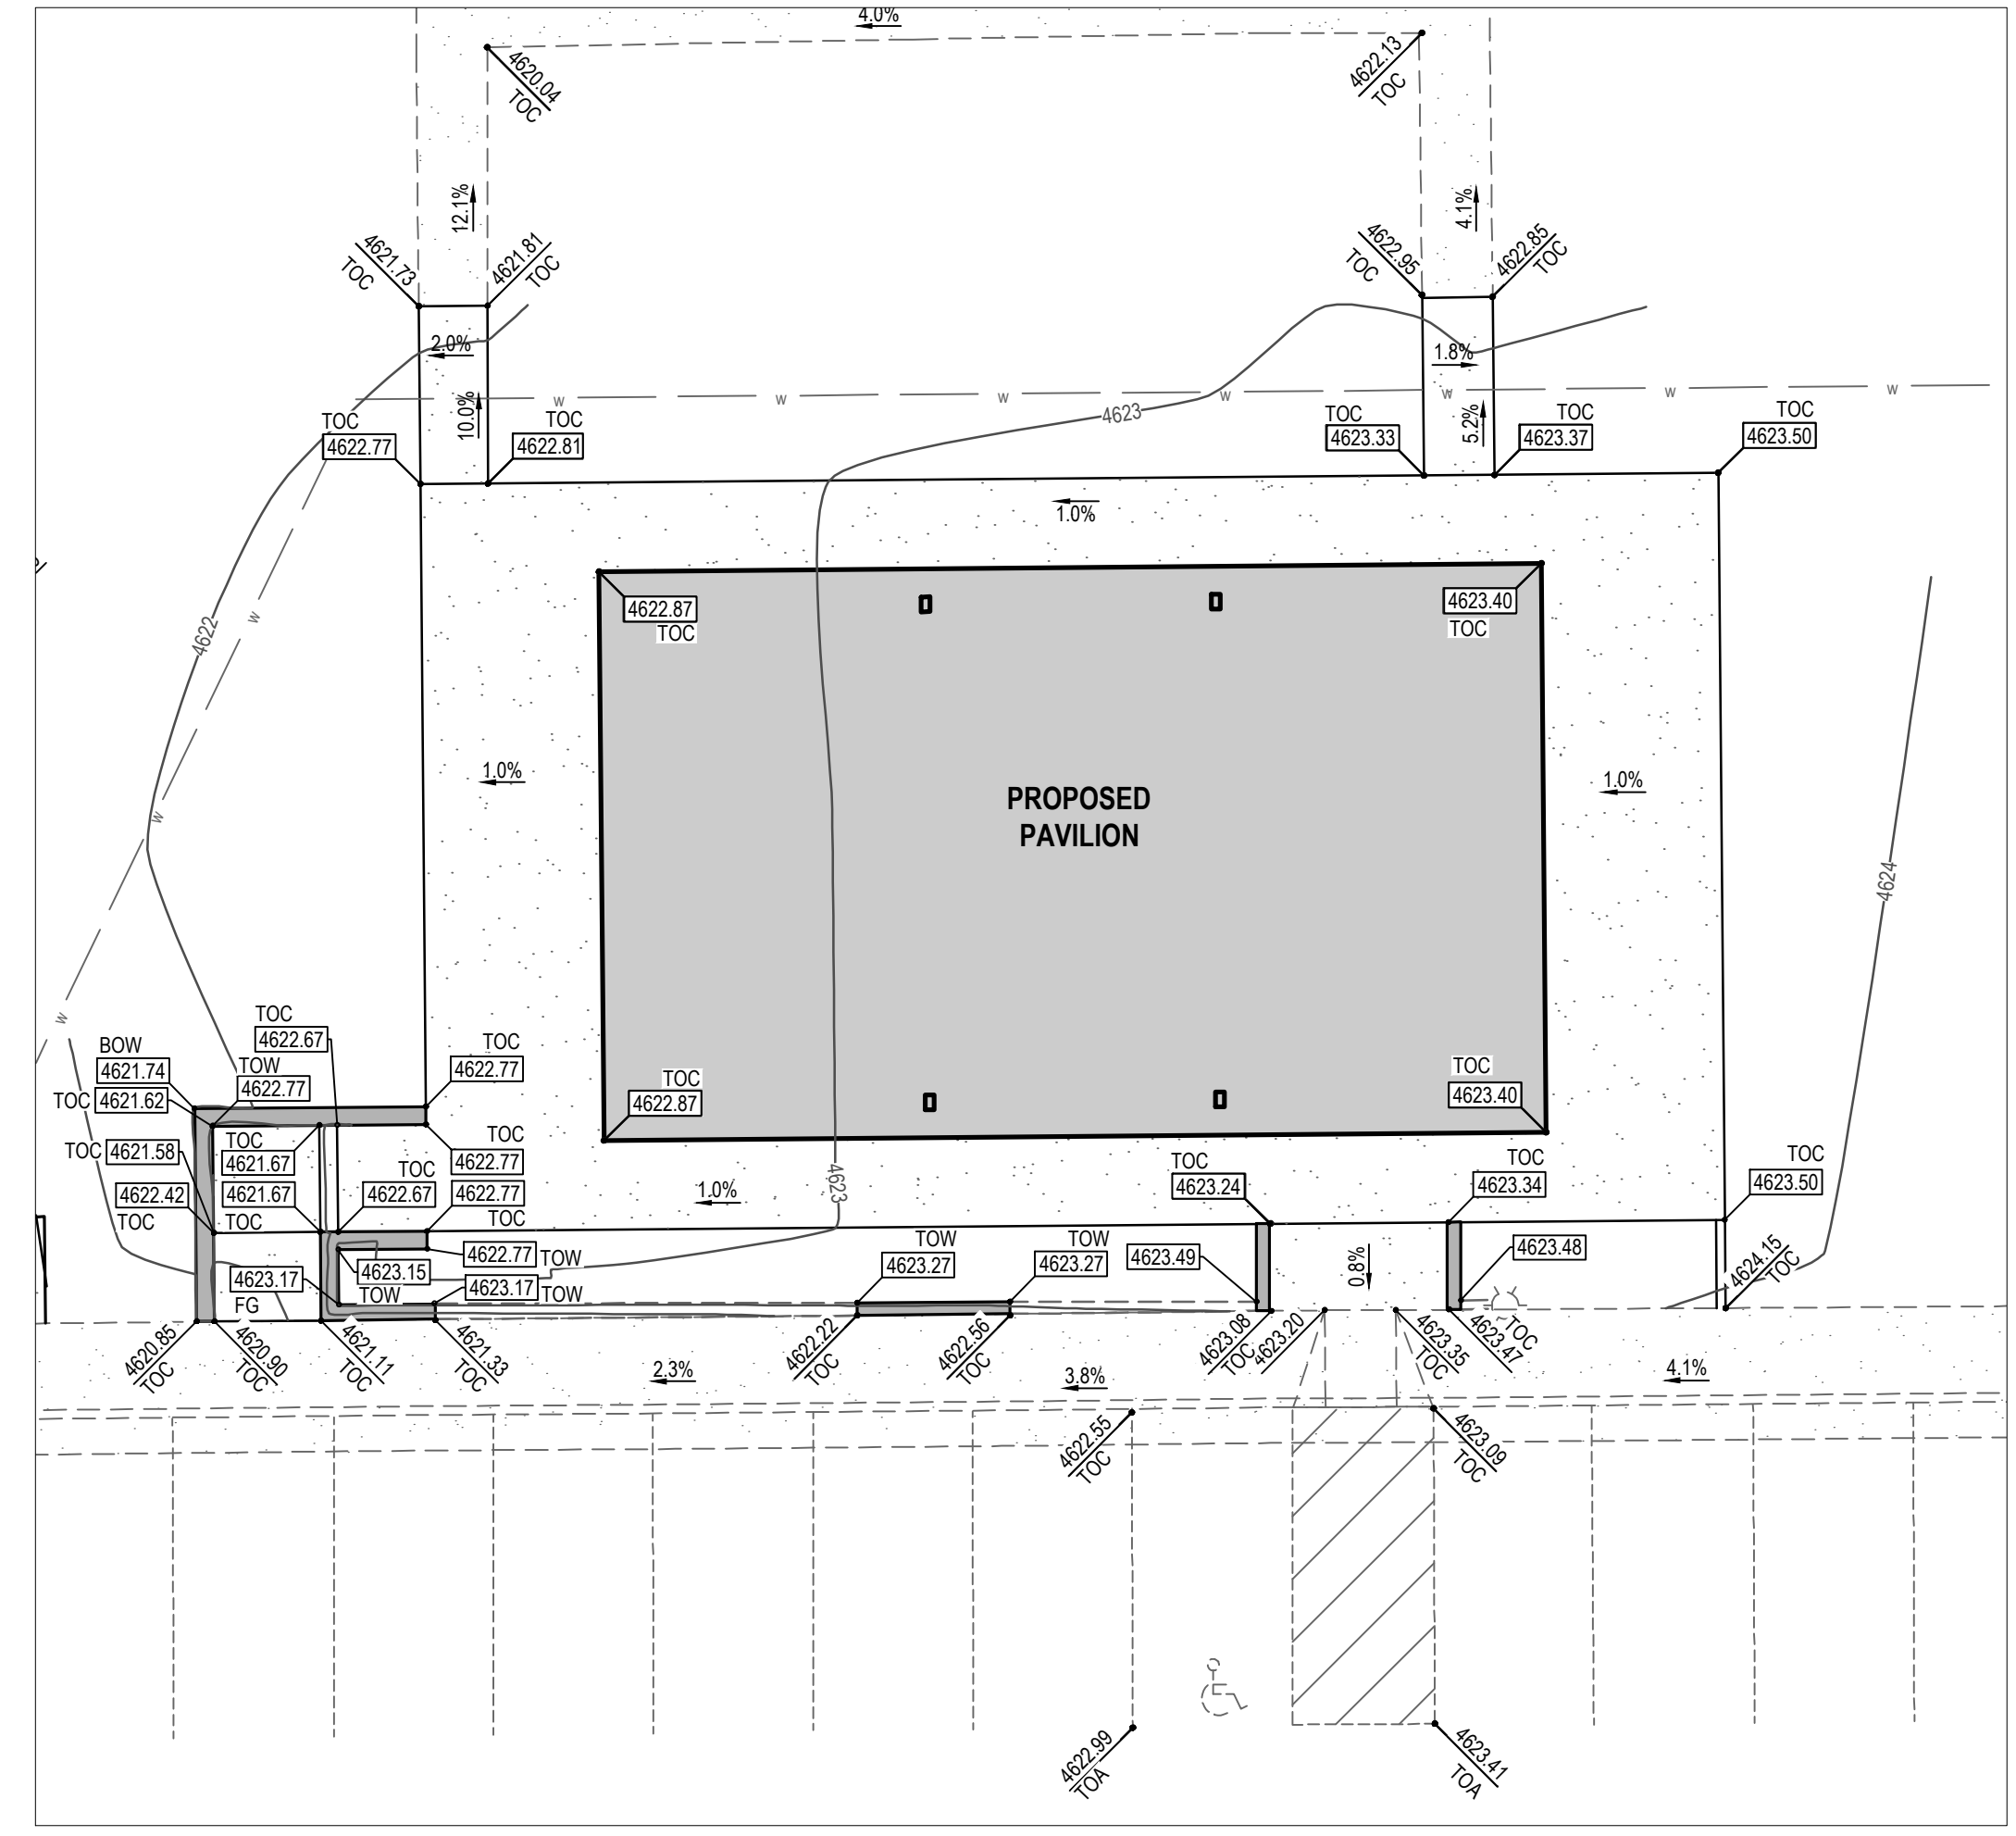 4.0%
4620.04
TOC
4622.13
TOC
12.1%
4.1%
4621.73
TOC
4621.81
TOC
4622.95
TOC
4622.85
TOC
2.0%
1.8%
10.0%
5.2%
W W W W W W W
4623
TOC
4622.77
TOC
4622.81
TOC
4623.33
TOC
4623.37
TOC
4623.50
1.0%
4622.87
TOC
4623.40
TOC
4622
W
1.0%
PROPOSED
PAVILION
1.0%
W
4624
W
TOC
4622.67
BOW
4621.74
TOW
4622.77
TOC
4622.77
TOC
4621.62
TOC
4622.87
TOC
4623.40
TOC
4621.58
TOC
4621.67
TOC
4622.77
4622.42
TOC
4621.67
TOC
TOC
4622.67
4622.77
TOC
1.0%
4623
TOC
4623.24
TOC
4623.34
TOC
4623.50
4622.77
TOW
4623.15
4623.17
FG
TOW
4623.17
TOW
TOW
4623.27
TOW
4623.27
4623.49
0.8%
4623.48
4624.15
TOC
4620.85
TOC
4620.90
TOC
4621.11
TOC
4621.33
TOC
4622.22
TOC
4622.56
TOC
4623.08
TOC
4623.20
4623.35
TOC
4623.47
TOC
2.3%
3.8%
4.1%
4622.55
TOC
4623.09
TOC
4622.99
TOA
4623.41
TOA